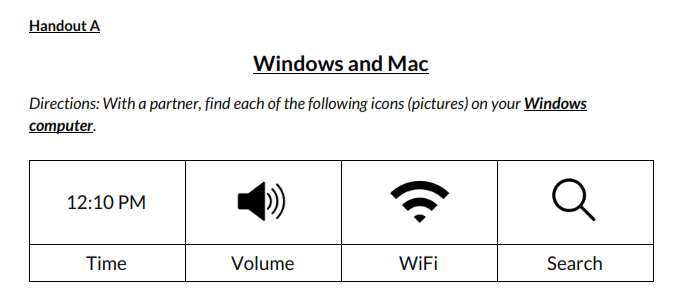 Handout A
Windows and Mac
Directions: With a partner, find each of the following icons (pictures) on your Windows
computer.
12:10 PM
Time Volume WiFi Search